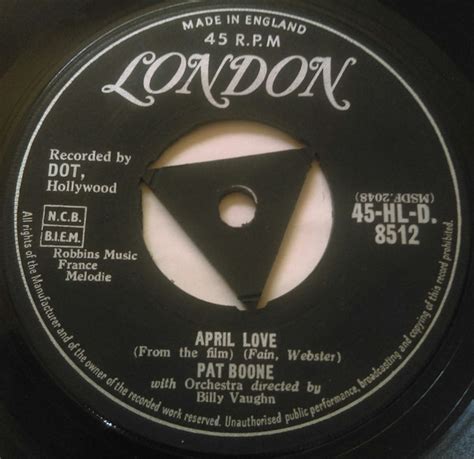 MADE IN ENGLAND
45 R.P.M
LONDON
Recorded by
DOT,
Hollywood
N.C.B.
B.I.E.M.
Robbins Music
France
Melodie
(MSDF.2048)
45-HL-D.
8512
APRIL LOVE
(From the film) (Fain, Webster)
PAT BOONE
with Orchestra directed by
Billy Vaughn
All rights of the Manufacturer and of the owner of the recorded work reserved. Unauthorised public performance, broadcasting and copying of this record prohibited.